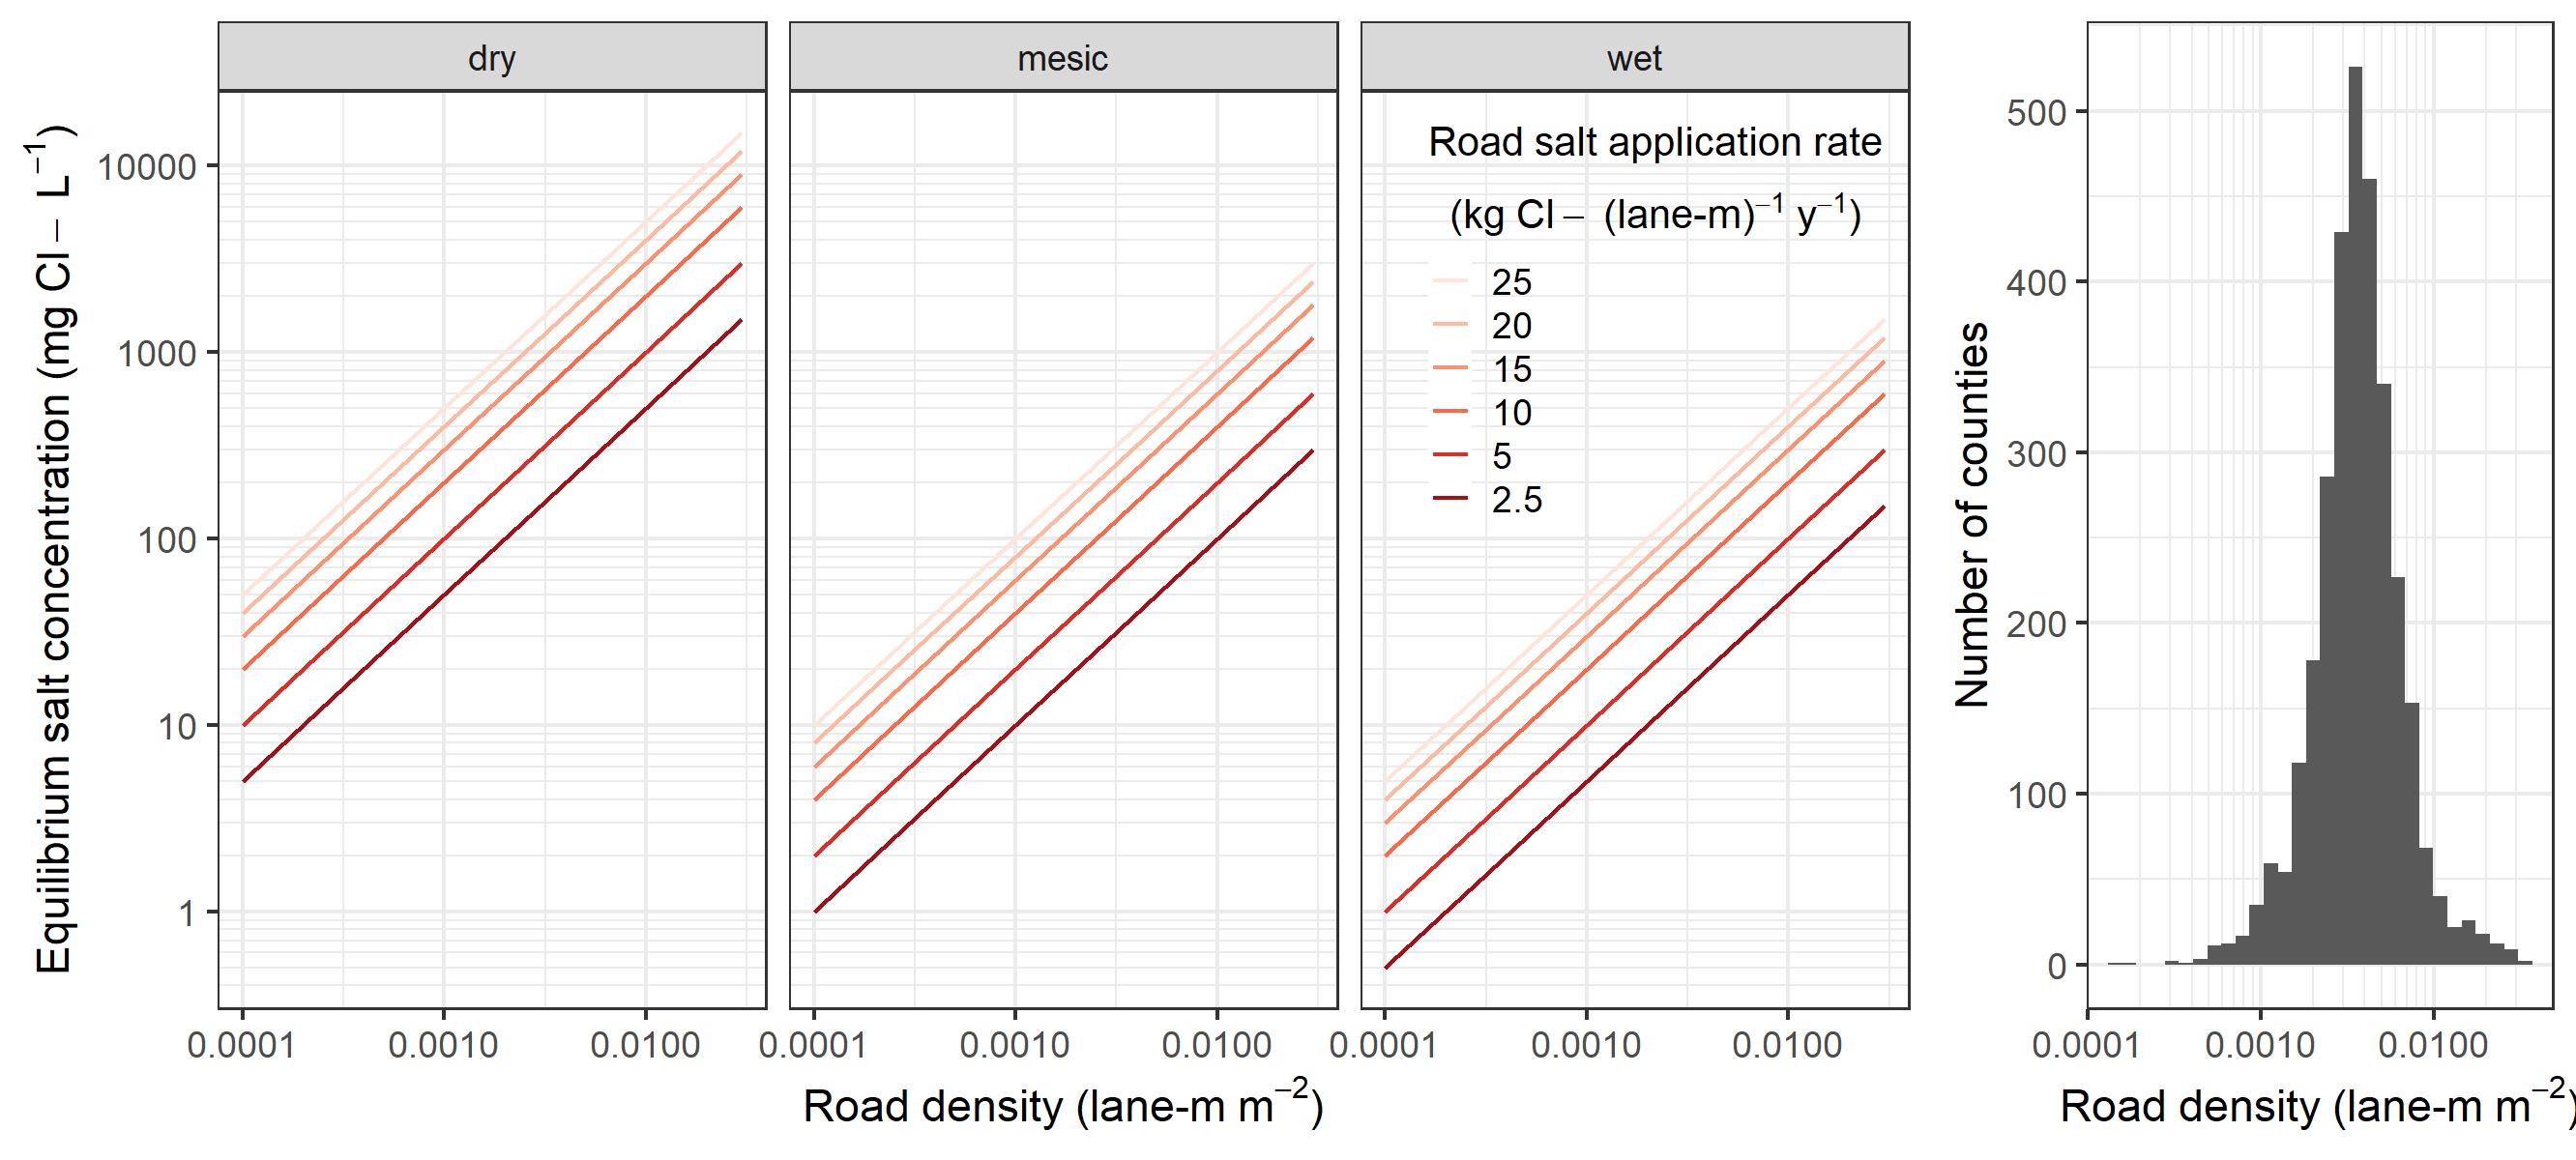 dry
mesic
wet
Equilibrium salt concentration (mg Cl− L⁻¹)
10000
1000
100
10
1
0.0001 0.0010 0.0100
0.0001 0.0010 0.0100
0.0001 0.0010 0.0100
Road density (lane-m m⁻²)
Road salt application rate
(kg Cl− (lane-m)⁻¹ y⁻¹)
25
20
15
10
5
2.5
Number of counties
500
400
300
200
100
0
0.0001 0.0010 0.0100
Road density (lane-m m⁻²)